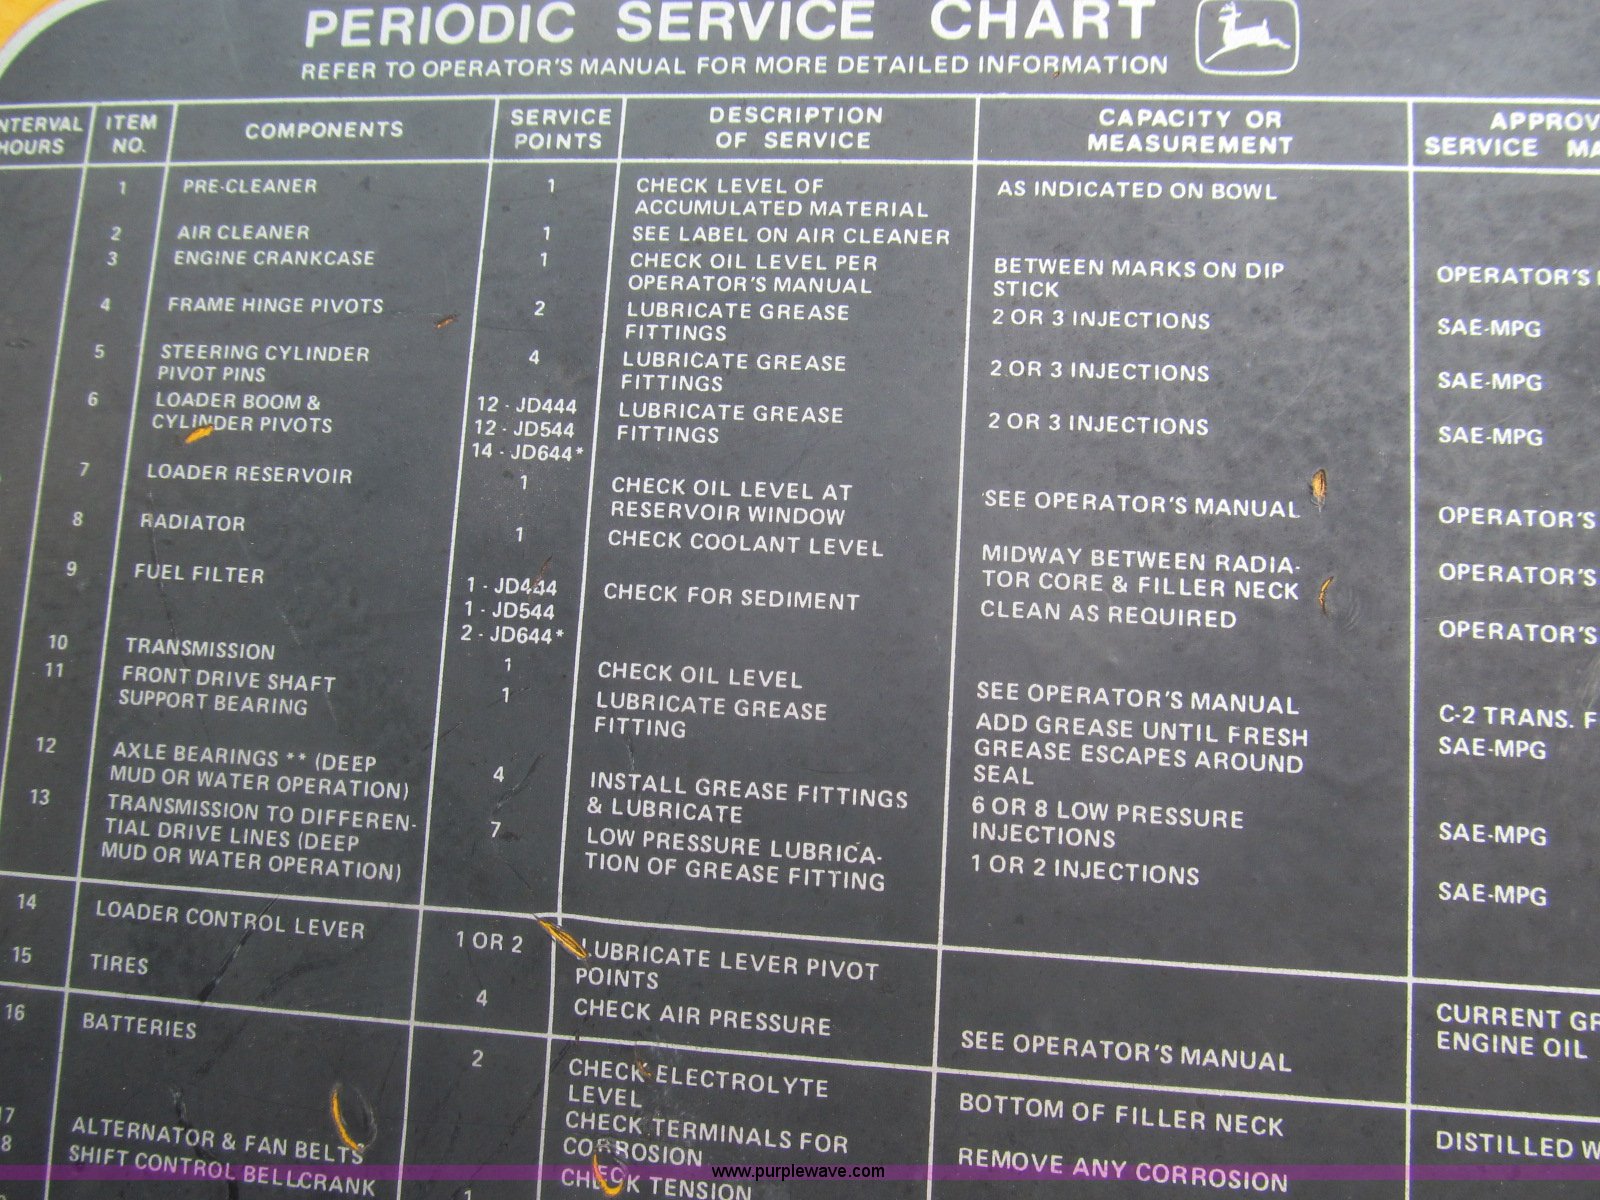 PERIODIC SERVICE CHART
REFER TO OPERATOR'S MANUAL FOR MORE DETAILED INFORMATION
NTERVAL HOURS
ITEM NO.
COMPONENTS
SERVICE POINTS
DESCRIPTION OF SERVICE
CAPACITY OR MEASUREMENT
APPROV
SERVICE MA
1 PRE-CLEANER 1 CHECK LEVEL OF AS INDICATED ON BOWL
ACCUMULATED MATERIAL
2 AIR CLEANER 1 SEE LABEL ON AIR CLEANER
3 ENGINE CRANKCASE 1 CHECK OIL LEVEL PER BETWEEN MARKS ON DIP OPERATOR'S
OPERATOR'S MANUAL STICK
4 FRAME HINGE PIVOTS 2 LUBRICATE GREASE 2 OR 3 INJECTIONS SAE-MPG
FITTINGS
5 STEERING CYLINDER 4 LUBRICATE GREASE 2 OR 3 INJECTIONS SAE-MPG
PIVOT PINS FITTINGS
6 LOADER BOOM & 12 - JD444 LUBRICATE GREASE 2 OR 3 INJECTIONS SAE-MPG
CYLINDER PIVOTS 12 - JD544 FITTINGS
14 - JD644*
7 LOADER RESERVOIR 1 CHECK OIL LEVEL AT SEE OPERATOR'S MANUAL OPERATOR'S
RESERVOIR WINDOW
8 RADIATOR 1 CHECK COOLANT LEVEL MIDWAY BETWEEN RADIA- OPERATOR'S
TOR CORE & FILLER NECK
9 FUEL FILTER 1 - JD444 CHECK FOR SEDIMENT CLEAN AS REQUIRED OPERATOR'S
1 - JD544
2 - JD644*
10 TRANSMISSION 1 CHECK OIL LEVEL SEE OPERATOR'S MANUAL C-2 TRANS. F
11 FRONT DRIVE SHAFT 1 LUBRICATE GREASE ADD GREASE UNTIL FRESH SAE-MPG
SUPPORT BEARING FITTING GREASE ESCAPES AROUND
SEAL
12 AXLE BEARINGS ** (DEEP 4 INSTALL GREASE FITTINGS 6 OR 8 LOW PRESSURE SAE-MPG
MUD OR WATER OPERATION) & LUBRICATE INJECTIONS
13 TRANSMISSION TO DIFFEREN- 7 LOW PRESSURE LUBRICA- 1 OR 2 INJECTIONS SAE-MPG
TIAL DRIVE LINES (DEEP TION OF GREASE FITTING
MUD OR WATER OPERATION)
14 LOADER CONTROL LEVER 1 OR 2 LUBRICATE LEVER PIVOT CURRENT GR
POINTS ENGINE OIL
15 TIRES 4 CHECK AIR PRESSURE SEE OPERATOR'S MANUAL
16 BATTERIES 2 CHECK ELECTROLYTE BOTTOM OF FILLER NECK DISTILLED W
LEVEL
CHECK TERMINALS FOR REMOVE ANY CORROSION
CORROSION
17 ALTERNATOR & FAN BELTS 1 CHECK TENSION
8 SHIFT CONTROL BELLCRANK
www.purplewave.com